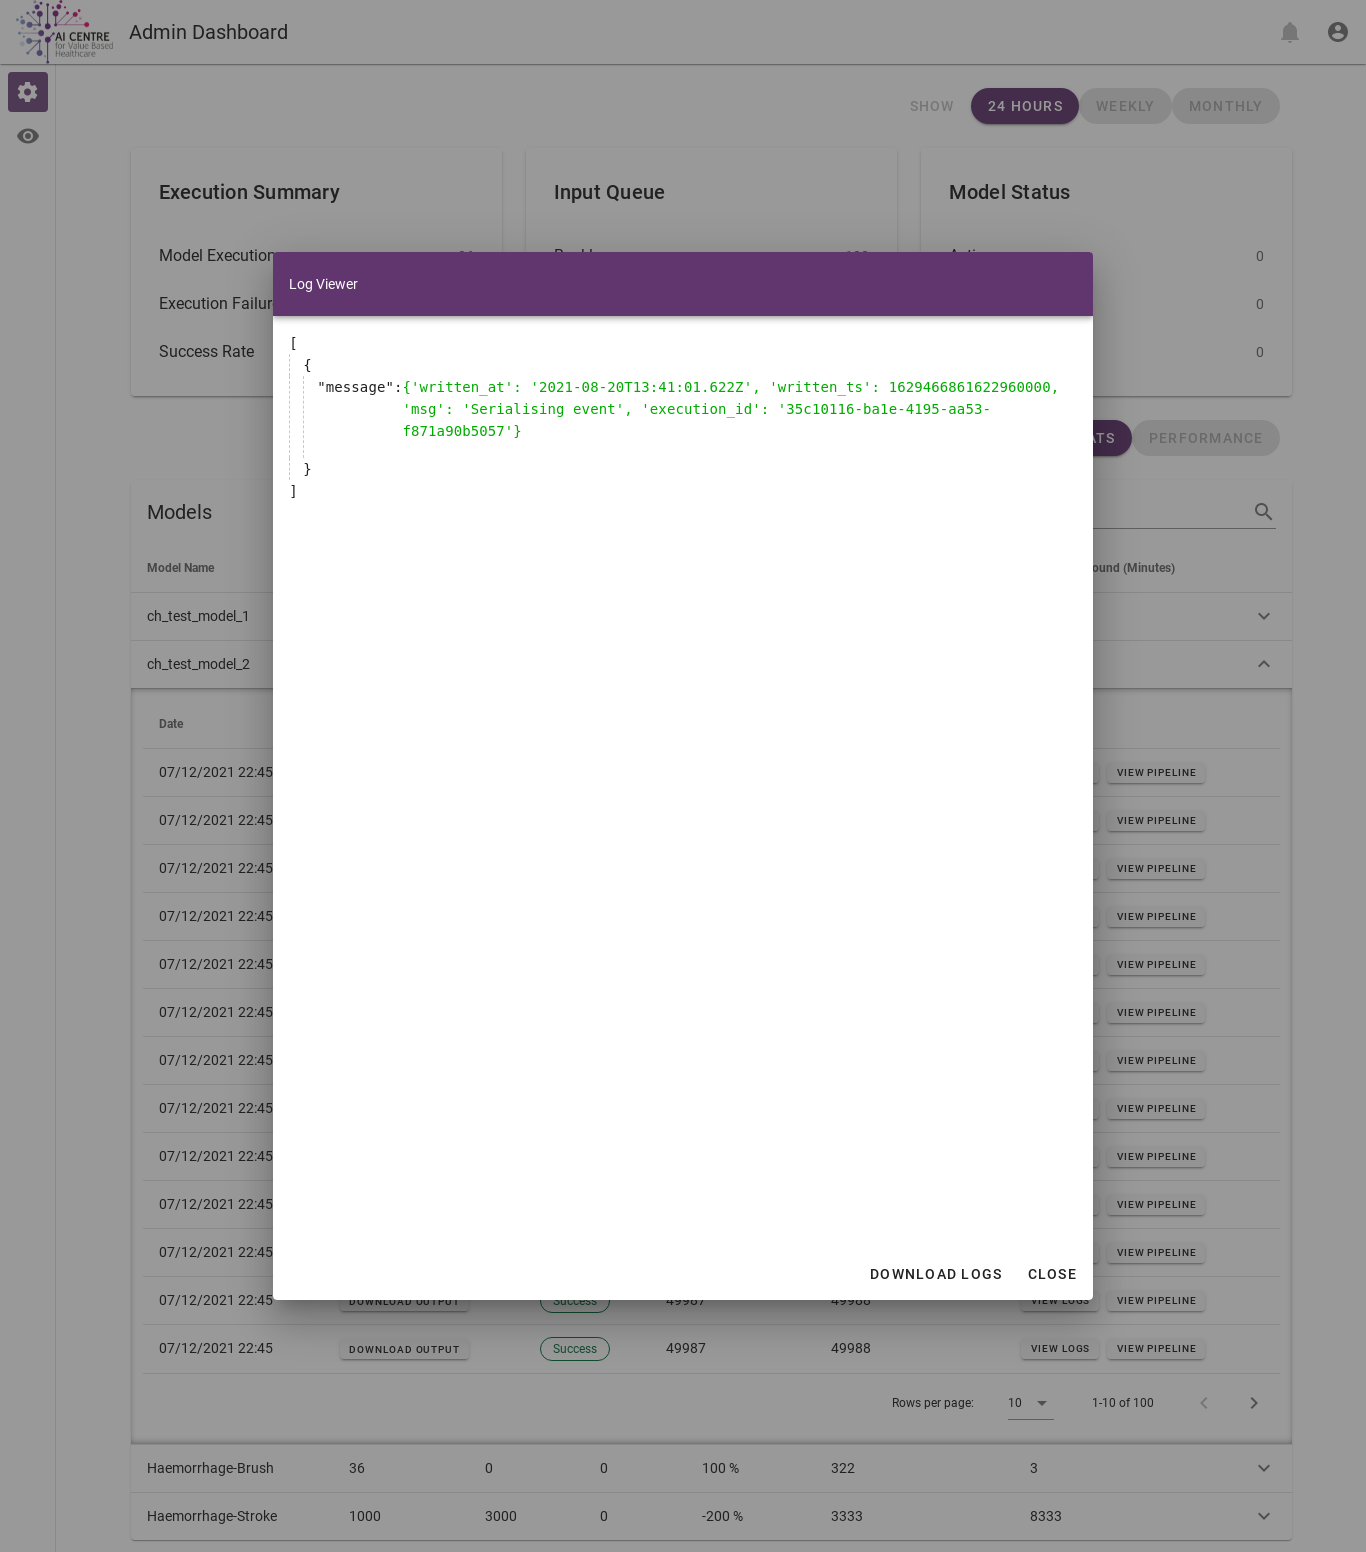 AI CENTRE
for Value Based
Healthcare
Admin Dashboard
SHOW 24 HOURS WEEKLY MONTHLY
Execution Summary Input Queue Model Status
Model Execution 0
Execution Failur 0
Success Rate 0
PERFORMANCE
Log Viewer
[
{
"message":{'written_at': '2021-08-20T13:41:01.622Z', 'written_ts': 1629466861622960000,
'msg': 'Serialising event', 'execution_id': '35c10116-ba1e-4195-aa53-
f871a90b5057'}
}
]
DOWNLOAD LOGS CLOSE
Models
Model Name ound (Minutes)
ch_test_model_1
ch_test_model_2
Date
07/12/2021 22:45 VIEW PIPELINE
07/12/2021 22:45 VIEW PIPELINE
07/12/2021 22:45 VIEW PIPELINE
07/12/2021 22:45 VIEW PIPELINE
07/12/2021 22:45 VIEW PIPELINE
07/12/2021 22:45 VIEW PIPELINE
07/12/2021 22:45 VIEW PIPELINE
07/12/2021 22:45 VIEW PIPELINE
07/12/2021 22:45 VIEW PIPELINE
07/12/2021 22:45 VIEW PIPELINE
07/12/2021 22:45 VIEW PIPELINE
07/12/2021 22:45 DOWNLOAD OUTPUT Success 49987 49988 VIEW LOGS VIEW PIPELINE
07/12/2021 22:45 DOWNLOAD OUTPUT Success 49987 49988 VIEW LOGS VIEW PIPELINE
Rows per page: 10 1-10 of 100
Haemorrhage-Brush 36 0 0 100 % 322 3
Haemorrhage-Stroke 1000 3000 0 -200 % 3333 8333